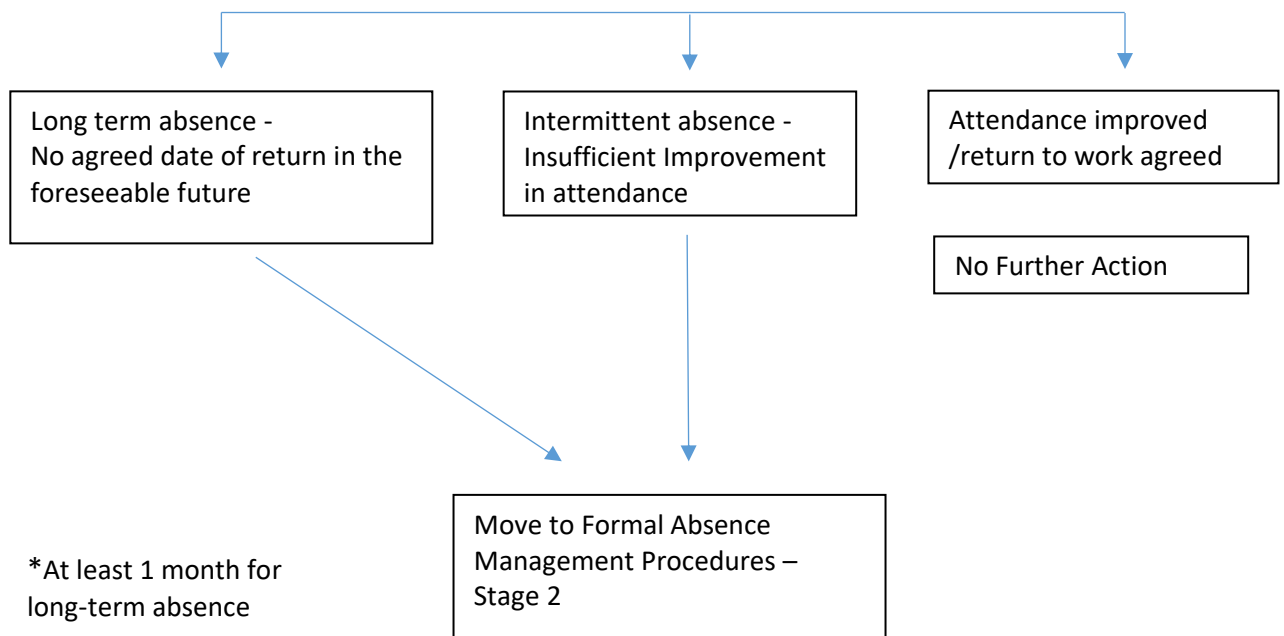 Long term absence -
No agreed date of return in the
foreseeable future
Intermittent absence -
Insufficient Improvement
in attendance
Attendance improved
/return to work agreed
No Further Action
Move to Formal Absence
Management Procedures –
Stage 2
*At least 1 month for
long-term absence